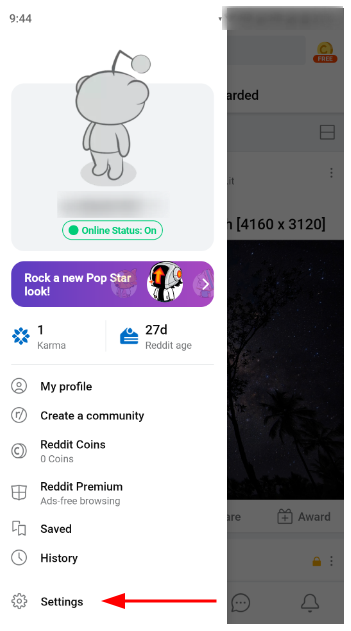 9:44
FREE
arded
n [4160 x 3120]
Online Status: On
Rock a new Pop Star
look!
1
Karma
27d
Reddit age
My profile
Create a community
Reddit Coins
0 Coins
Reddit Premium
Ads-free browsing
Saved
are
Award
History
Settings